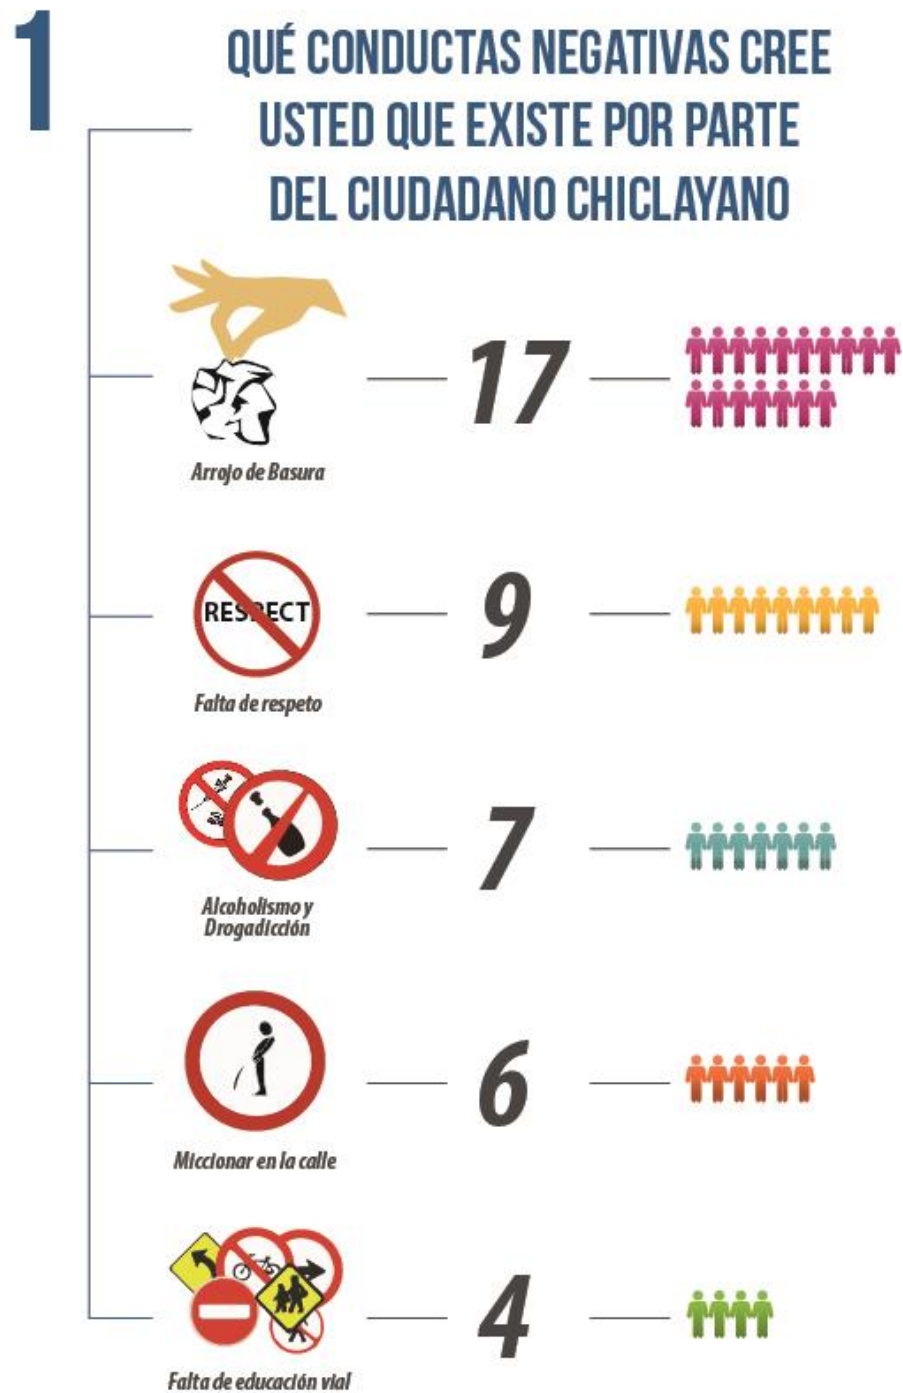 1
QUÉ CONDUCTAS NEGATIVAS CREE
USTED QUE EXISTE POR PARTE
DEL CIUDADANO CHICLAYANO
17
Arrojo de Basura
RESPECT
9
Falta de respeto
7
Alcoholismo y
Drogadicción
6
Miccionar en la calle
4
Falta de educación vial